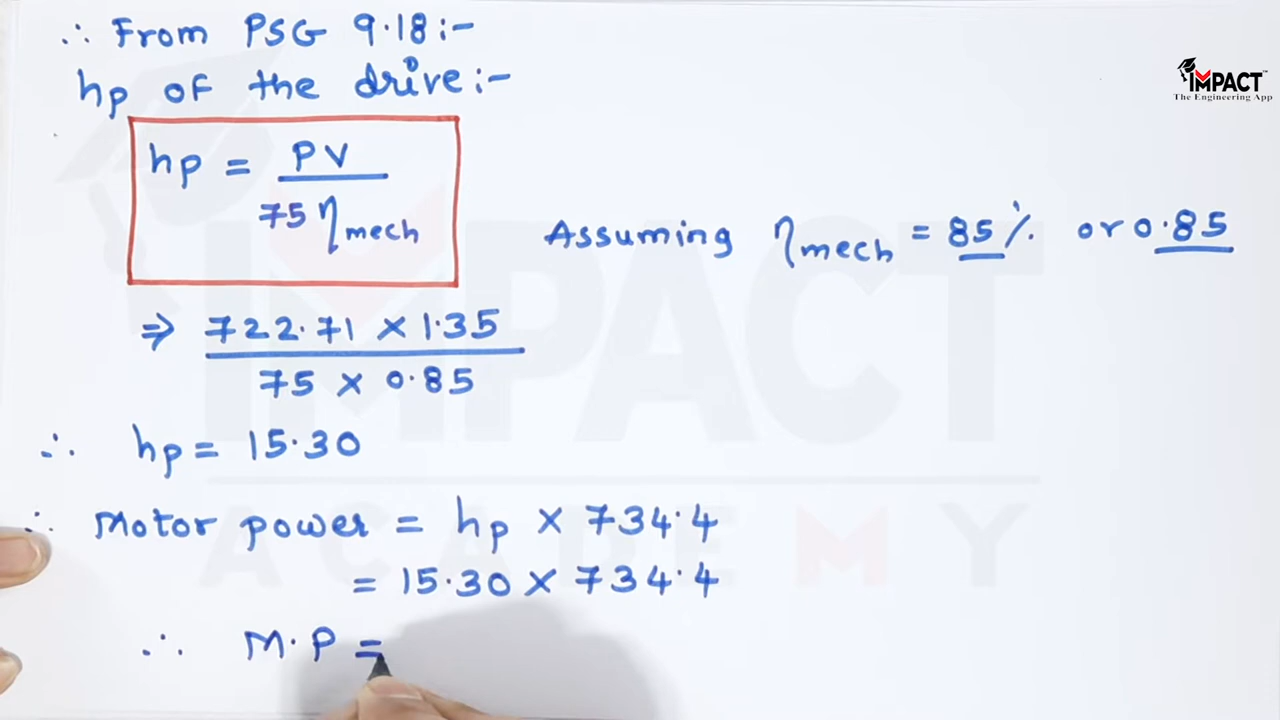 ∴ From PSG 9.18:-
hp of the drive:-
hp = PV / 75 ηmech
Assuming ηmech = 85% or 0.85
⇒ 722.71 × 1.35 / 75 × 0.85
∴ hp = 15.30
∴ Motor power = hp × 734.4
= 15.30 × 734.4
∴ M.P =
IMPACT™
The Engineering App
IMPACT
ACADEMY